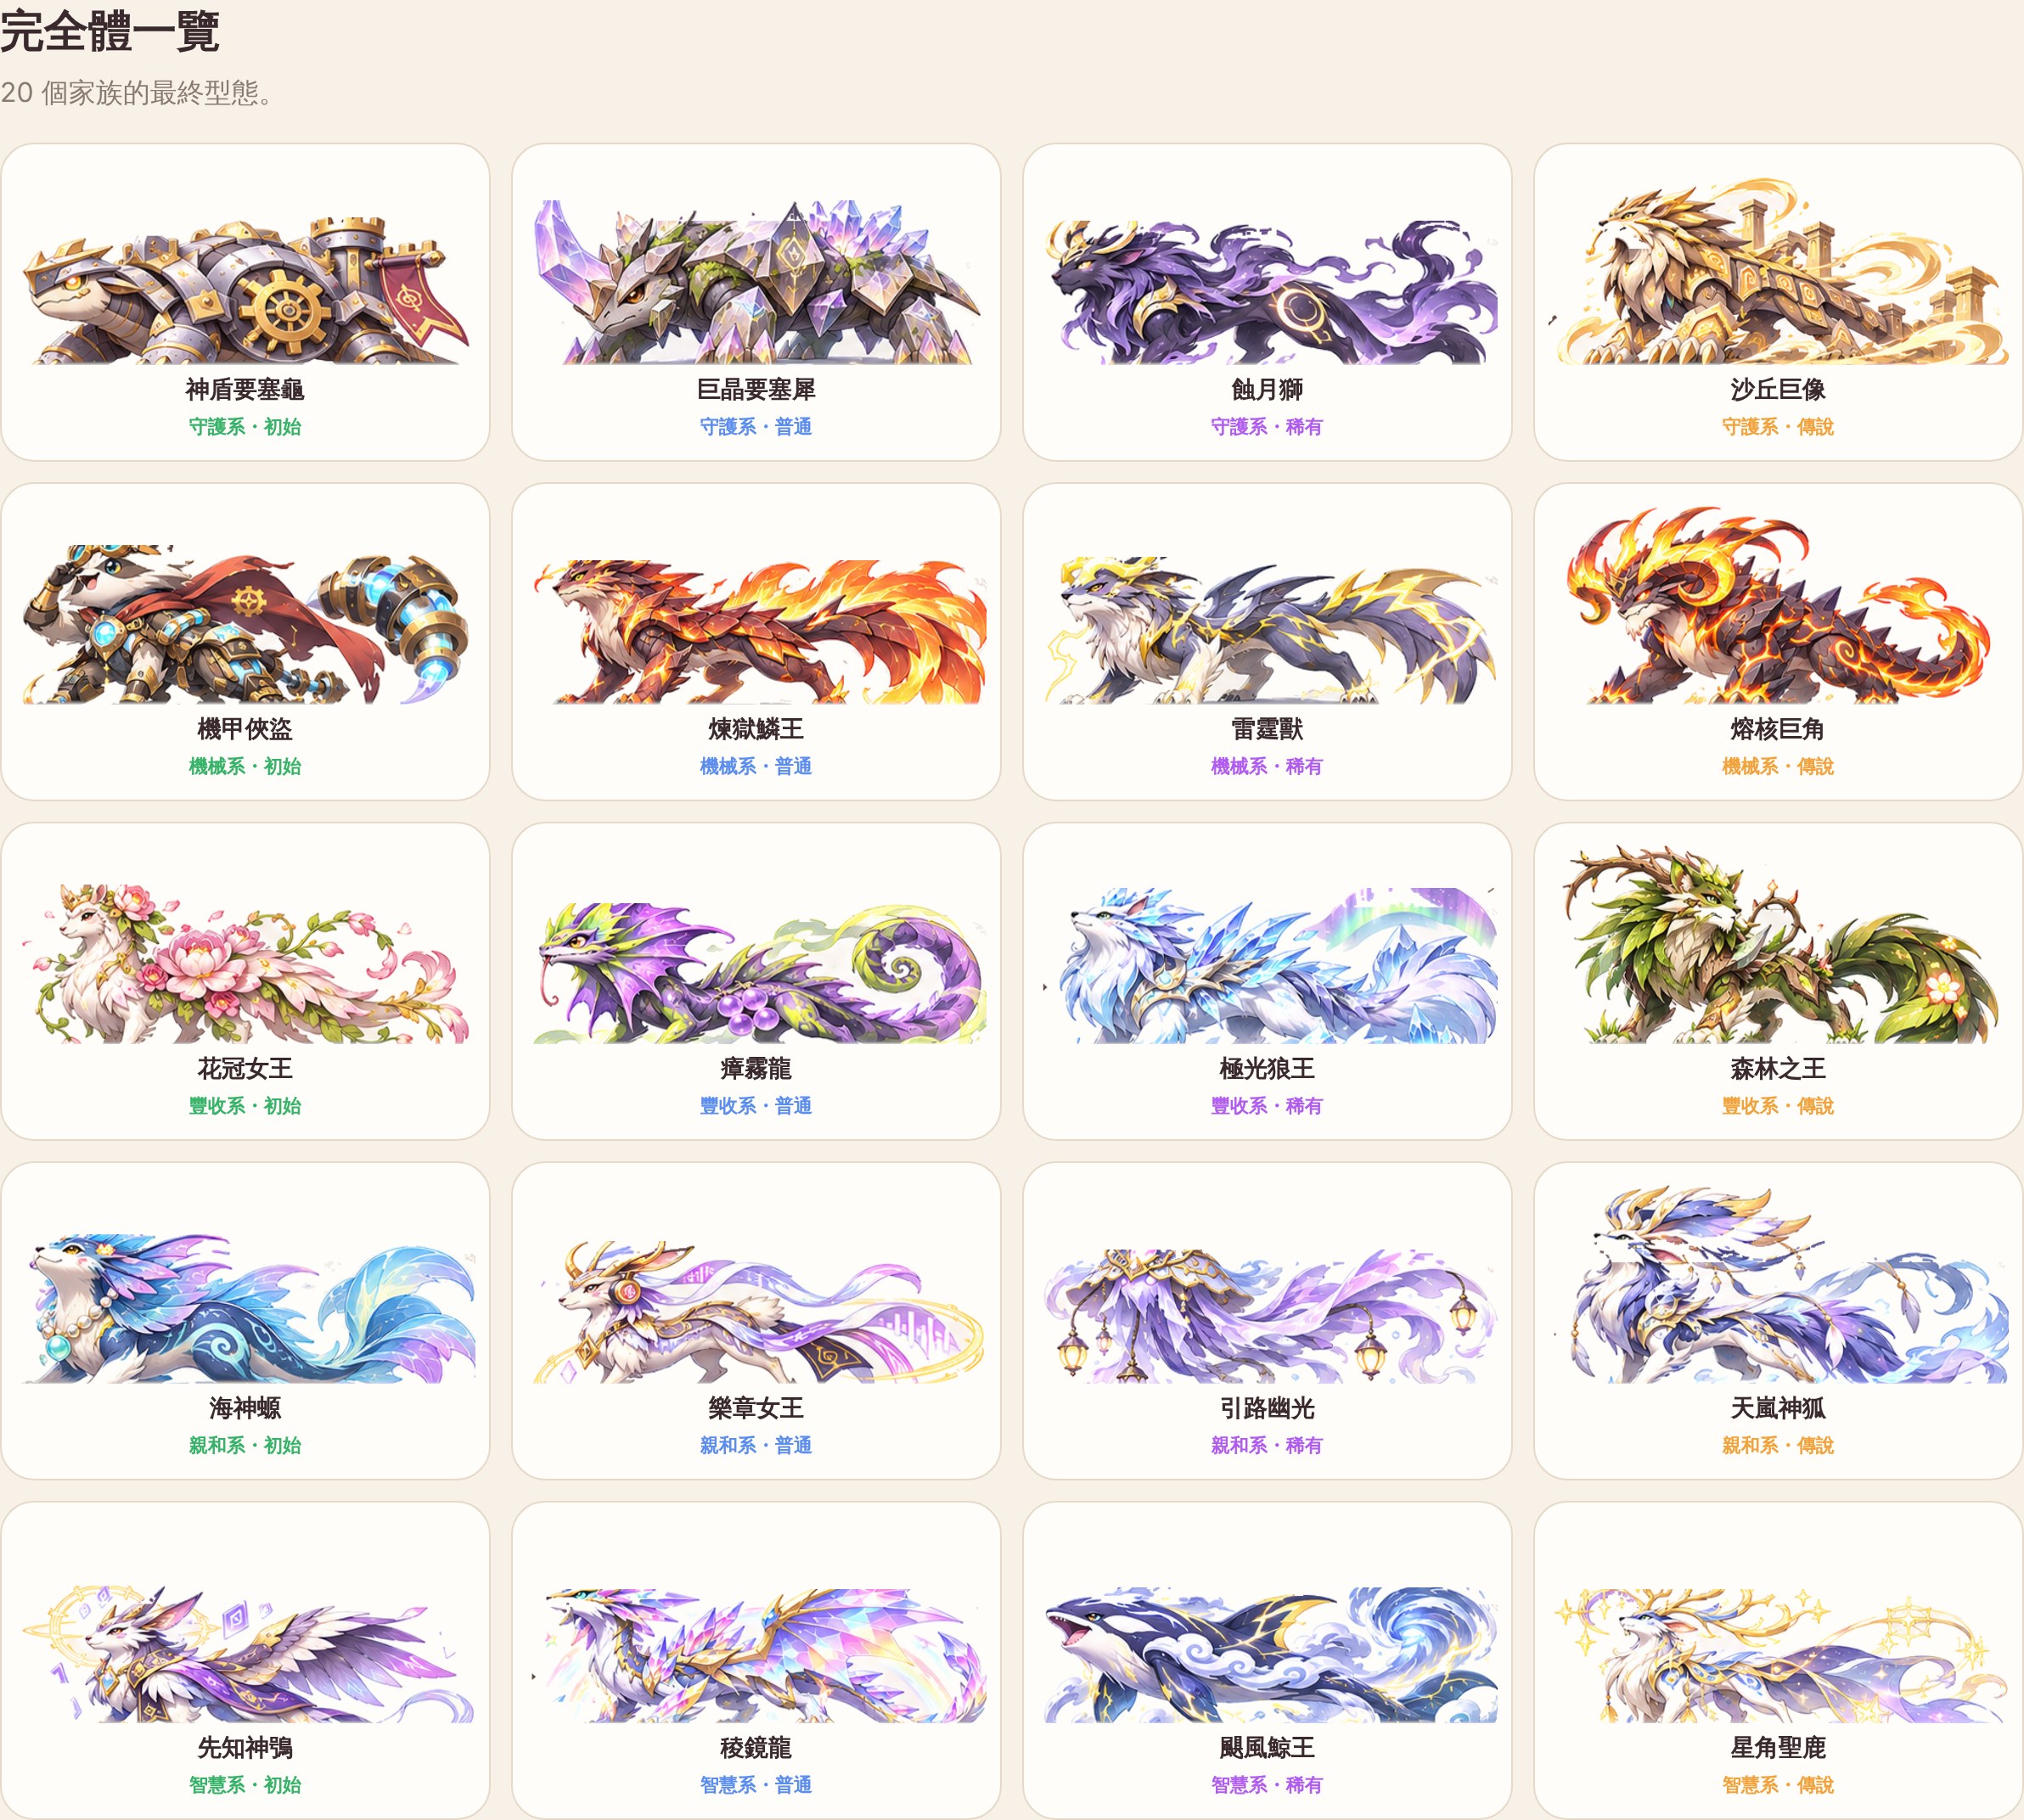 完全體一覽
20 個家族的最終型態。
神盾要塞龜
守護系・初始
巨晶要塞犀
守護系・普通
蝕月獅
守護系・稀有
沙丘巨像
守護系・傳說
機甲俠盜
機械系・初始
煉獄鱗王
機械系・普通
雷霆獸
機械系・稀有
熔核巨角
機械系・傳說
花冠女王
豐收系・初始
瘴霧龍
豐收系・普通
極光狼王
豐收系・稀有
森林之王
豐收系・傳說
海神螈
親和系・初始
樂章女王
親和系・普通
引路幽光
親和系・稀有
天嵐神狐
親和系・傳說
先知神鴞
智慧系・初始
稜鏡龍
智慧系・普通
颶風鯨王
智慧系・稀有
星角聖鹿
智慧系・傳說